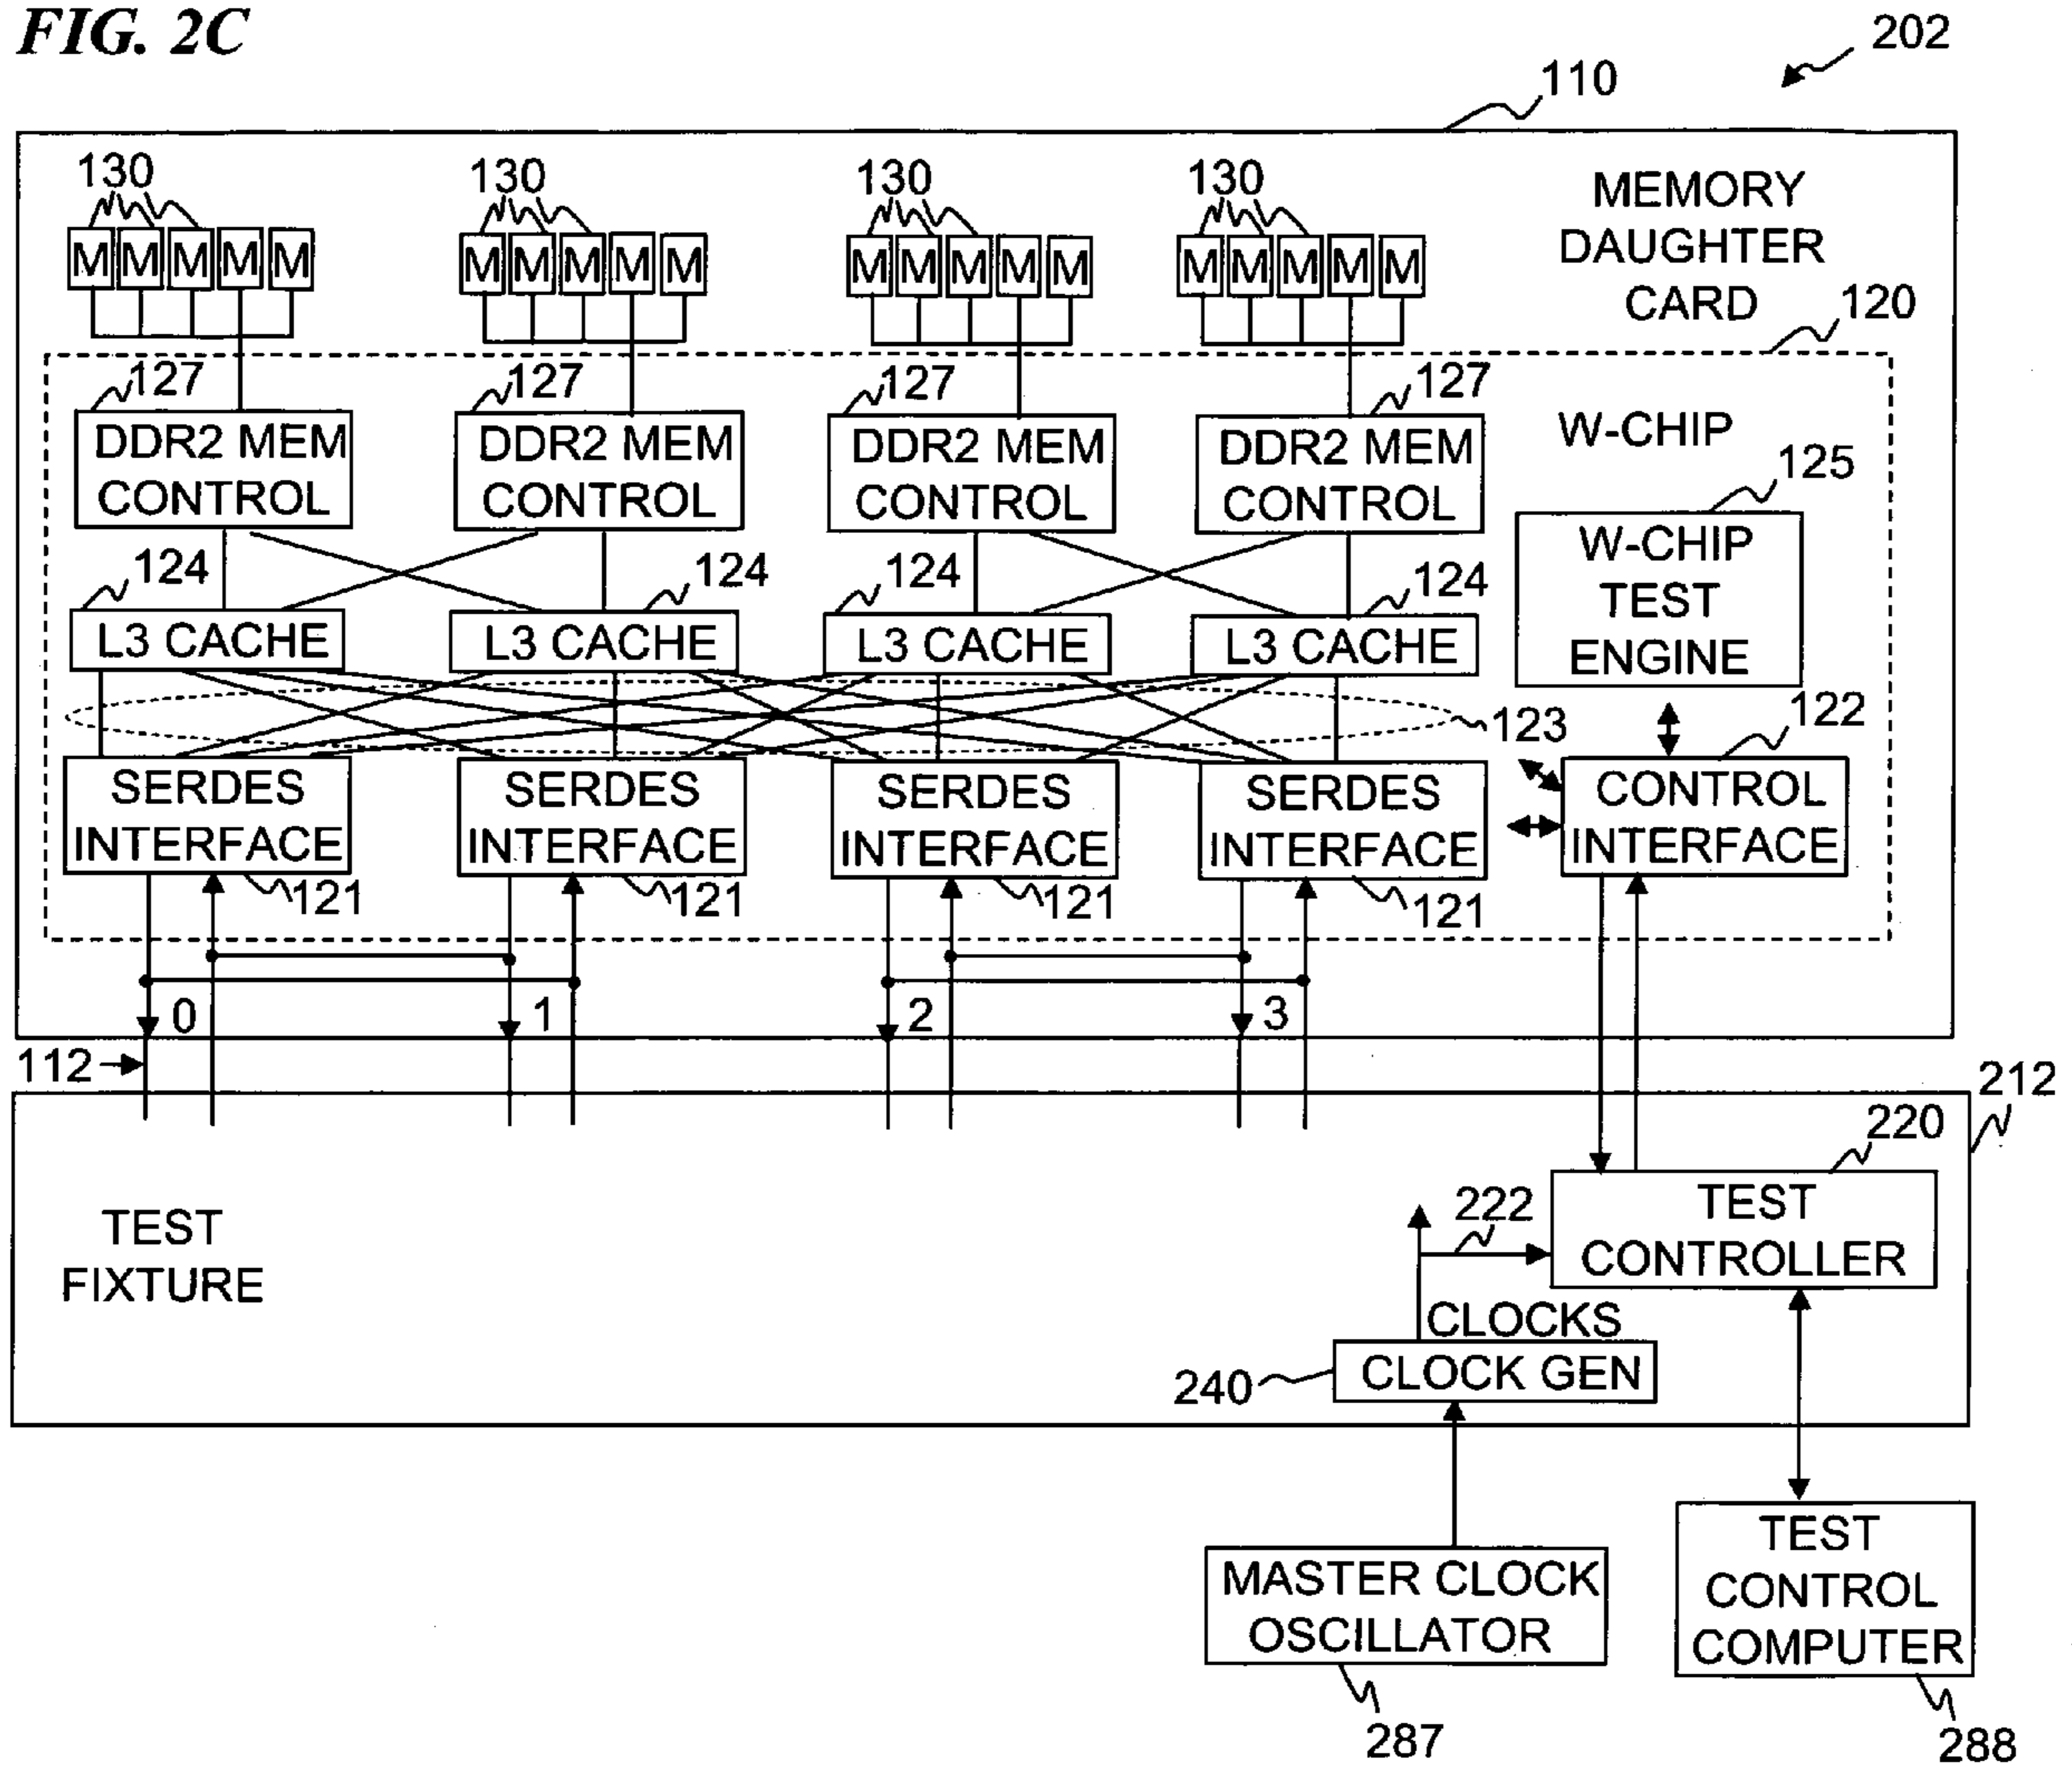 FIG. 2C
202
110
130 130 130 130
MEMORY
DAUGHTER
CARD
M M M M M M M M M M M M M M M M M M M M
120
127 127 127 127
W-CHIP
DDR2 MEM
CONTROL
DDR2 MEM
CONTROL
DDR2 MEM
CONTROL
DDR2 MEM
CONTROL
125
W-CHIP
TEST
ENGINE
124 124 124 124
L3 CACHE L3 CACHE L3 CACHE L3 CACHE
123
122
SERDES
INTERFACE
SERDES
INTERFACE
SERDES
INTERFACE
SERDES
INTERFACE
CONTROL
INTERFACE
121 121 121 121
0 1 2 3
112
212
220
TEST
FIXTURE
222
TEST
CONTROLLER
CLOCKS
240
CLOCK GEN
MASTER CLOCK
OSCILLATOR
TEST
CONTROL
COMPUTER
287
288